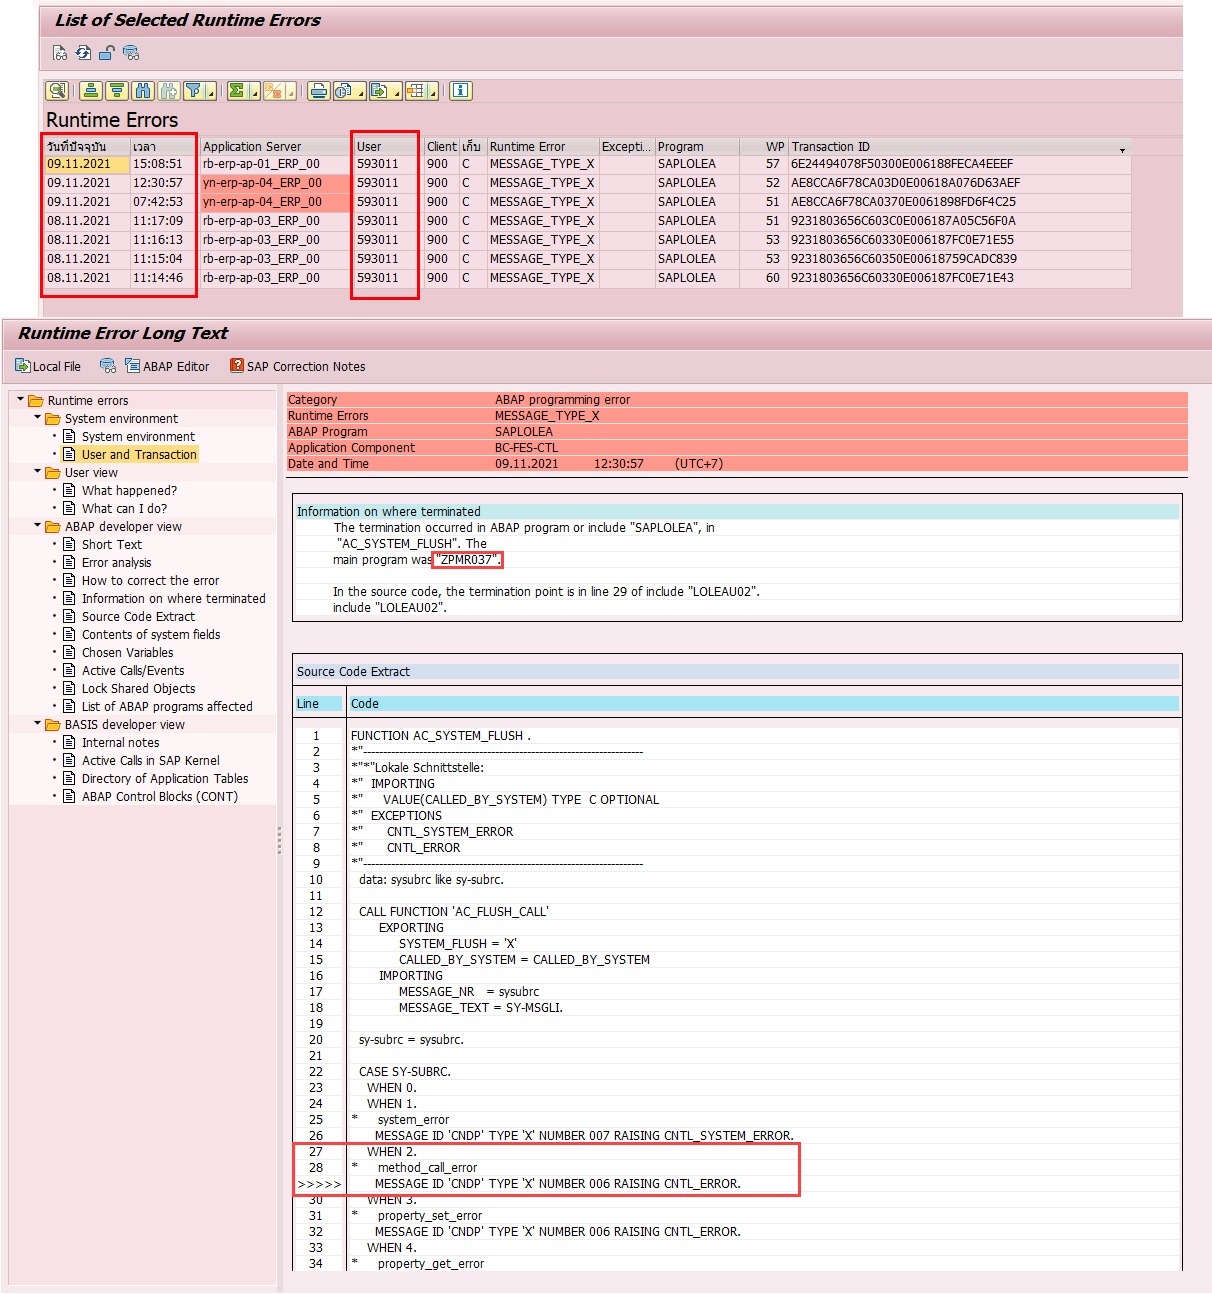 List of Selected Runtime Errors
Runtime Errors
วันที่ปัจจุบัน เวลา Application Server User Client เก็บ Runtime Error Excepti... Program WP Transaction ID
09.11.2021 15:08:51 rb-erp-ap-01_ERP_00 593011 900 C MESSAGE_TYPE_X SAPLOLEA 57 6E24494078F50300E006188FECA4EEEF
09.11.2021 12:30:57 yn-erp-ap-04_ERP_00 593011 900 C MESSAGE_TYPE_X SAPLOLEA 52 AE8CCA6F78CA03D0E00618A076D63AEF
09.11.2021 07:42:53 yn-erp-ap-04_ERP_00 593011 900 C MESSAGE_TYPE_X SAPLOLEA 51 AE8CCA6F78CA0370E0061898FD6F4C25
08.11.2021 11:17:09 rb-erp-ap-03_ERP_00 593011 900 C MESSAGE_TYPE_X SAPLOLEA 51 9231803656C603C0E006187A05C56F0A
08.11.2021 11:16:13 rb-erp-ap-03_ERP_00 593011 900 C MESSAGE_TYPE_X SAPLOLEA 53 9231803656C60330E006187FC0E71E55
08.11.2021 11:15:04 rb-erp-ap-03_ERP_00 593011 900 C MESSAGE_TYPE_X SAPLOLEA 53 9231803656C60350E00618759CADC839
08.11.2021 11:14:46 rb-erp-ap-03_ERP_00 593011 900 C MESSAGE_TYPE_X SAPLOLEA 60 9231803656C60330E006187FC0E71E43
Runtime Error Long Text
Local File ABAP Editor SAP Correction Notes
Runtime errors
System environment
System environment
User and Transaction
User view
What happened?
What can I do?
ABAP developer view
Short Text
Error analysis
How to correct the error
Information on where terminated
Source Code Extract
Contents of system fields
Chosen Variables
Active Calls/Events
Lock Shared Objects
List of ABAP programs affected
BASIS developer view
Internal notes
Active Calls in SAP Kernel
Directory of Application Tables
ABAP Control Blocks (CONT)
Category ABAP programming error
Runtime Errors MESSAGE_TYPE_X
ABAP Program SAPLOLEA
Application Component BC-FES-CTL
Date and Time 09.11.2021 12:30:57 (UTC+7)
Information on where terminated
The termination occurred in ABAP program or include "SAPLOLEA", in
"AC_SYSTEM_FLUSH". The
main program was "ZPMR037".
In the source code, the termination point is in line 29 of include "LOLEAU02".
include "LOLEAU02".
Source Code Extract
Line Code
1 FUNCTION AC_SYSTEM_FLUSH .
2 *"----------------------------------------------------------------------
3 *"*"Lokale Schnittstelle:
4 *" IMPORTING
5 *" VALUE(CALLED_BY_SYSTEM) TYPE C OPTIONAL
6 *" EXCEPTIONS
7 *" CNTL_SYSTEM_ERROR
8 *" CNTL_ERROR
9 *"----------------------------------------------------------------------
10 data: sysubrc like sy-subrc.
11
12 CALL FUNCTION 'AC_FLUSH_CALL'
13 EXPORTING
14 SYSTEM_FLUSH = 'X'
15 CALLED_BY_SYSTEM = CALLED_BY_SYSTEM
16 IMPORTING
17 MESSAGE_NR = sysubrc
18 MESSAGE_TEXT = SY-MSGLI.
19
20 sy-subrc = sysubrc.
21
22 CASE SY-SUBRC.
23 WHEN 0.
24 WHEN 1.
25 * system_error
26 MESSAGE ID 'CNDP' TYPE 'X' NUMBER 007 RAISING CNTL_SYSTEM_ERROR.
27 WHEN 2.
28 * method_call_error
>>>>> MESSAGE ID 'CNDP' TYPE 'X' NUMBER 006 RAISING CNTL_ERROR.
30 WHEN 3.
31 * property_set_error
32 MESSAGE ID 'CNDP' TYPE 'X' NUMBER 006 RAISING CNTL_ERROR.
33 WHEN 4.
34 * property_get_error